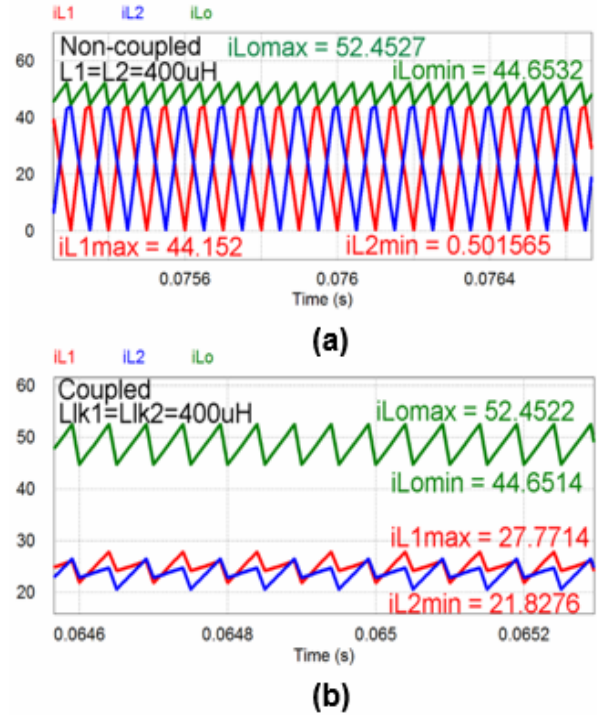 iL1 iL2 iLo
Non-coupled iLomax = 52.4527
L1=L2=400uH iLomin = 44.6532
60
40
20
0
iL1max = 44.152 iL2min = 0.501565
0.0756 0.076 0.0764
Time (s)
(a)
iL1 iL2 iLo
60
Coupled
Llk1=Llk2=400uH iLomax = 52.4522
50
iLomin = 44.6514
40
30
iL1max = 27.7714
20
iL2min = 21.8276
0.0646 0.0648 0.065 0.0652
Time (s)
(b)